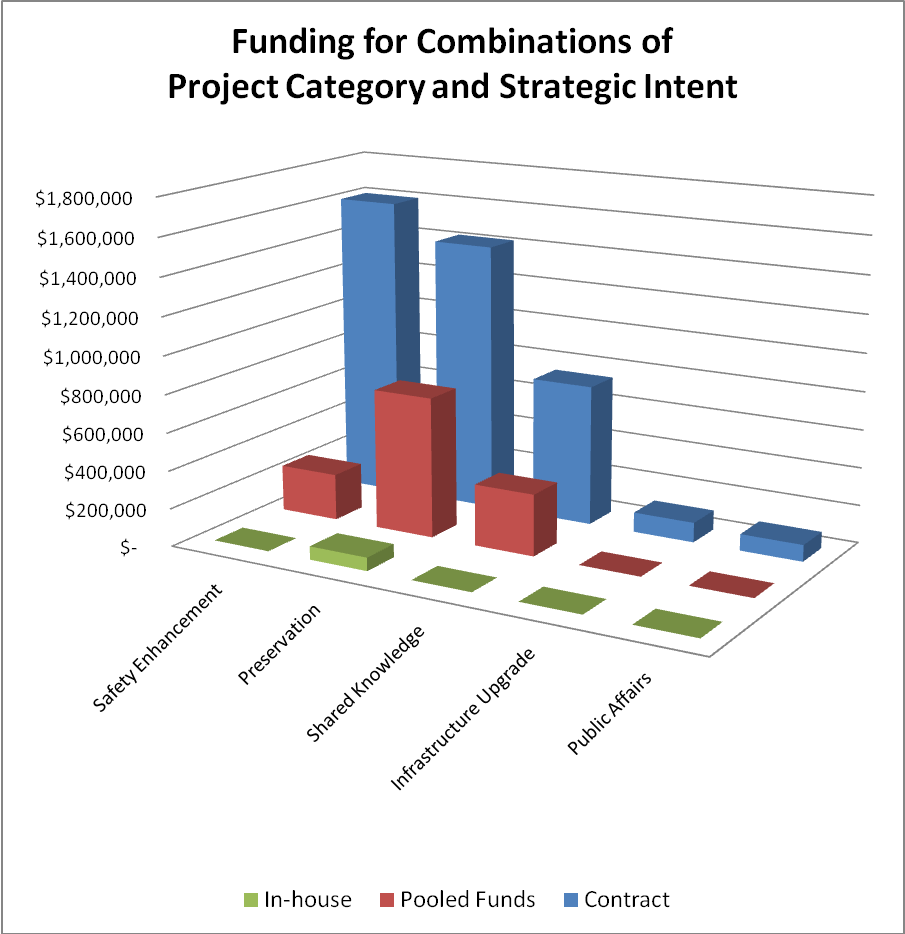 Funding for Combinations of
Project Category and Strategic Intent
$1,800,000
$1,600,000
$1,400,000
$1,200,000
$1,000,000
$800,000
$600,000
$400,000
$200,000
$-
Safety Enhancement
Preservation
Shared Knowledge
Infrastructure Upgrade
Public Affairs
In-house Pooled Funds Contract